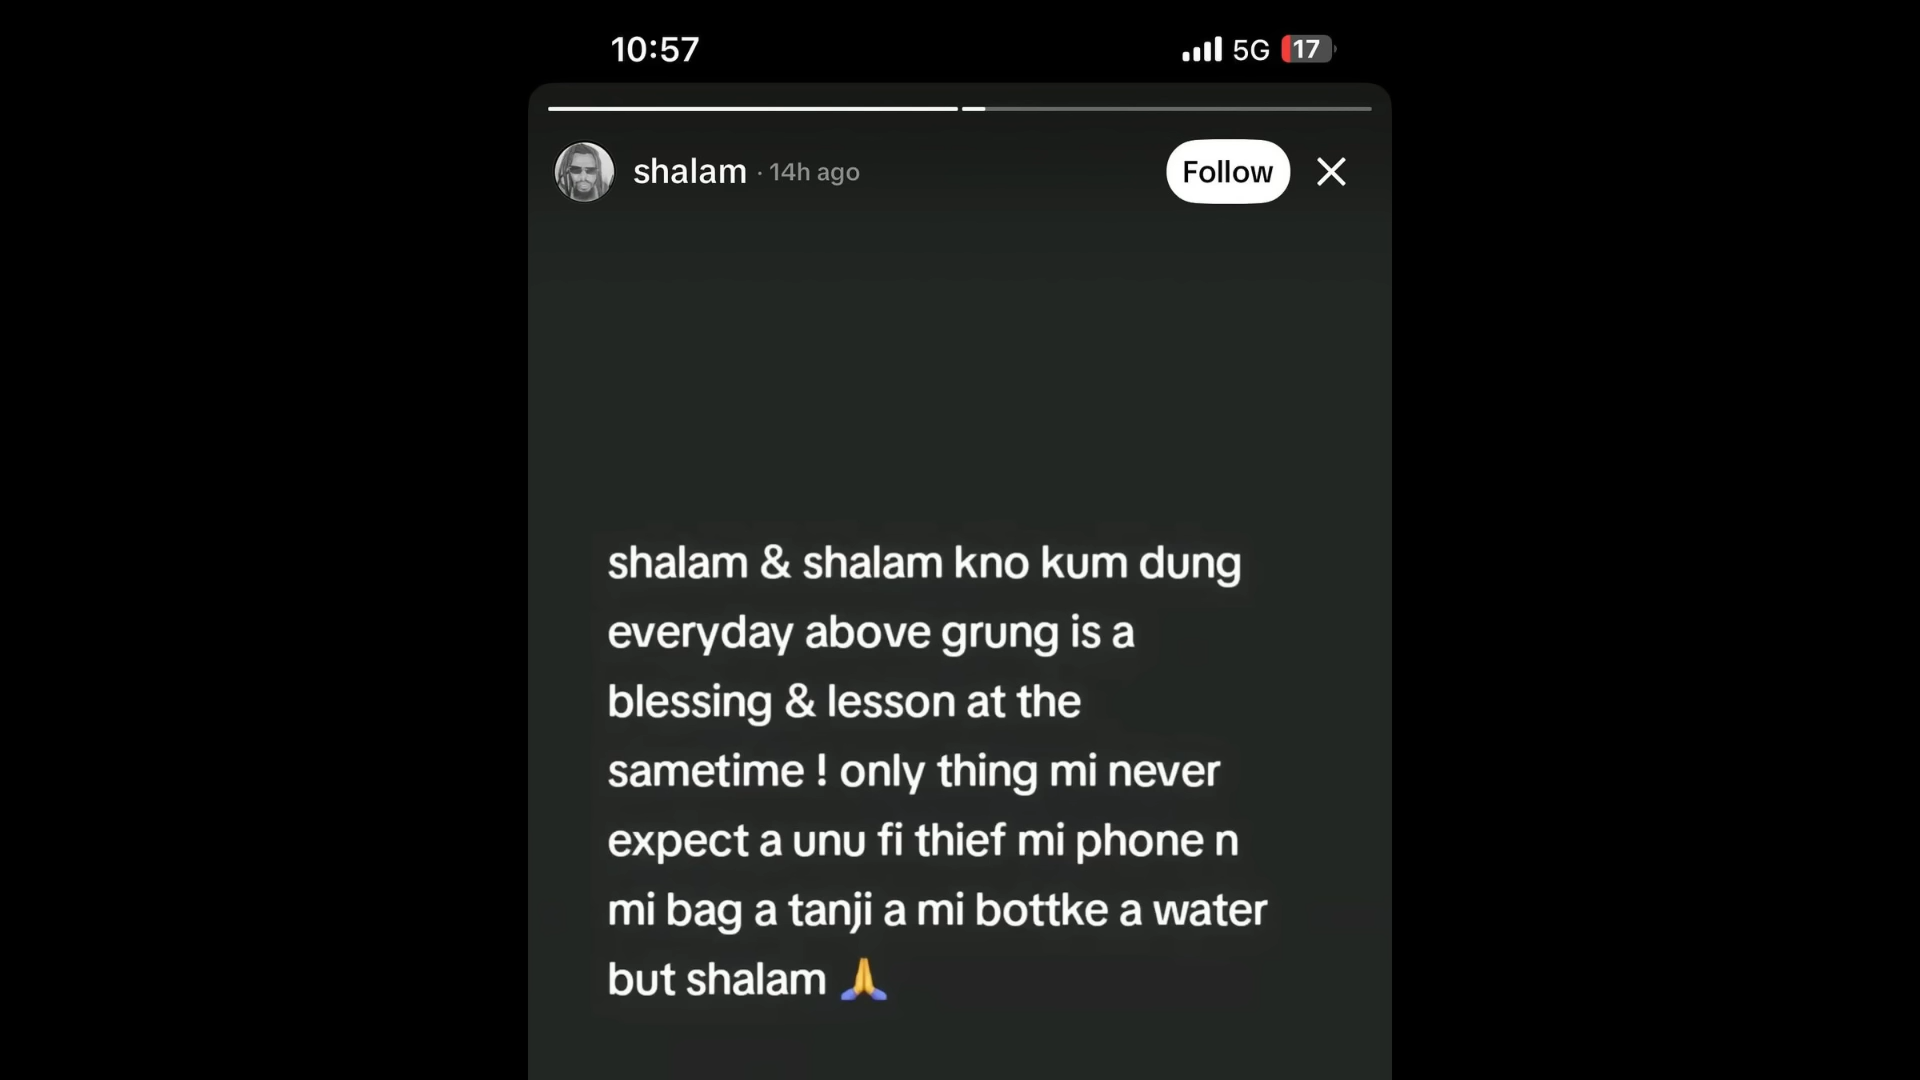 10:57 5G 17
shalam · 14h ago Follow
shalam & shalam kno kum dung
everyday above grung is a
blessing & lesson at the
sametime ! only thing mi never
expect a unu fi thief mi phone n
mi bag a tanji a mi bottke a water
but shalam 🙏